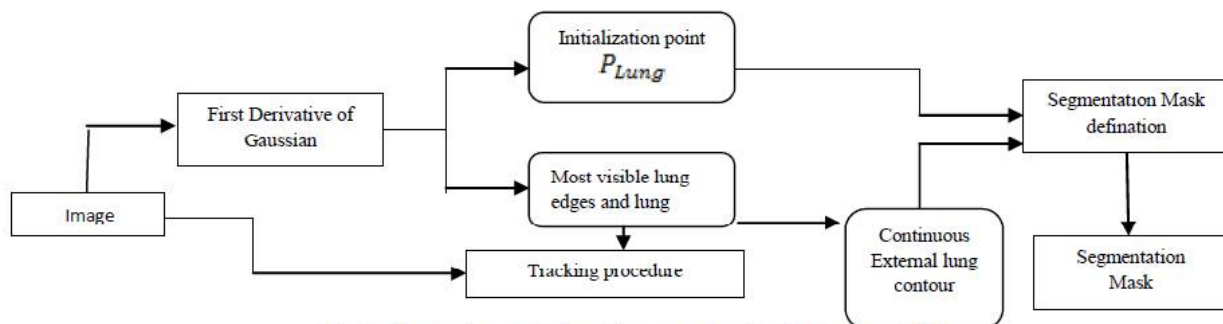 Initialization point
P_Lung
First Derivative of
Gaussian
Segmentation Mask
defination
Most visible lung
edges and lung
Image
Continuous
External lung
contour
Tracking procedure
Segmentation
Mask